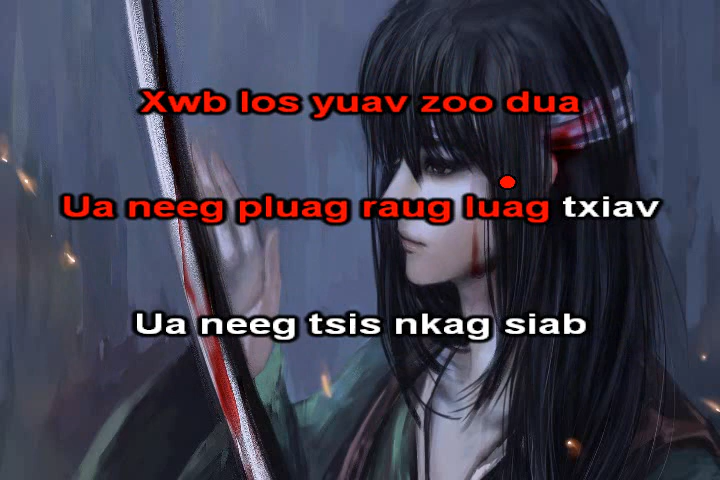 Xwb los yuav zoo dua
Ua neeg pluag raug luag txiav
Ua neeg tsis nkag siab